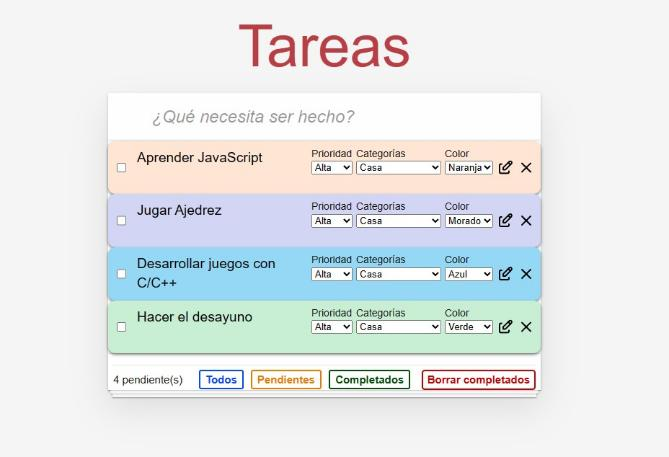 Tareas
¿Qué necesita ser hecho?
Aprender JavaScript
Prioridad Categorías Color
Alta Casa Naranja
Jugar Ajedrez
Prioridad Categorías Color
Alta Casa Morado
Desarrollar juegos con
C/C++
Prioridad Categorías Color
Alta Casa Azul
Hacer el desayuno
Prioridad Categorías Color
Alta Casa Verde
4 pendiente(s) Todos Pendientes Completados Borrar completados